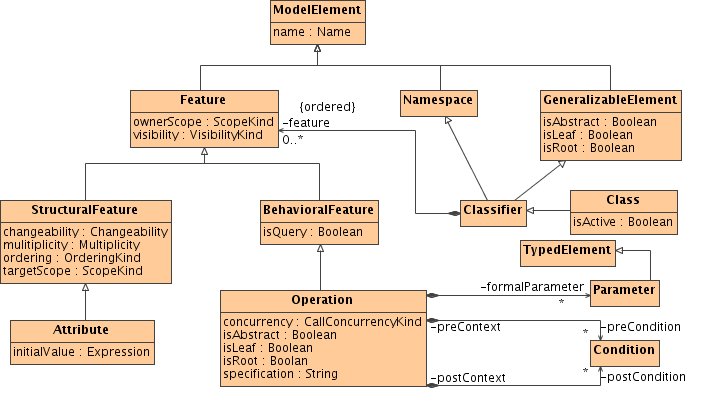 ModelElement
name : Name
Feature
ownerScope : ScopeKind
visibility : VisibilityKind
{ordered}
-feature
0..*
Namespace
GeneralizableElement
isAbstract : Boolean
isLeaf : Boolean
isRoot : Boolean
StructuralFeature
changeability : Changeability
mulitiplicity : Multiplicity
ordering : OrderingKind
targetScope : ScopeKind
BehavioralFeature
isQuery : Boolean
Classifier
Class
isActive : Boolean
TypedElement
Attribute
initialValue : Expression
Operation
concurrency : CallConcurrencyKind
isAbstract : Boolean
isLeaf : Boolean
isRoot : Boolan
specification : String
-formalParameter
*
Parameter
-preContext
*
-preCondition
Condition
-postContext
*
-postCondition